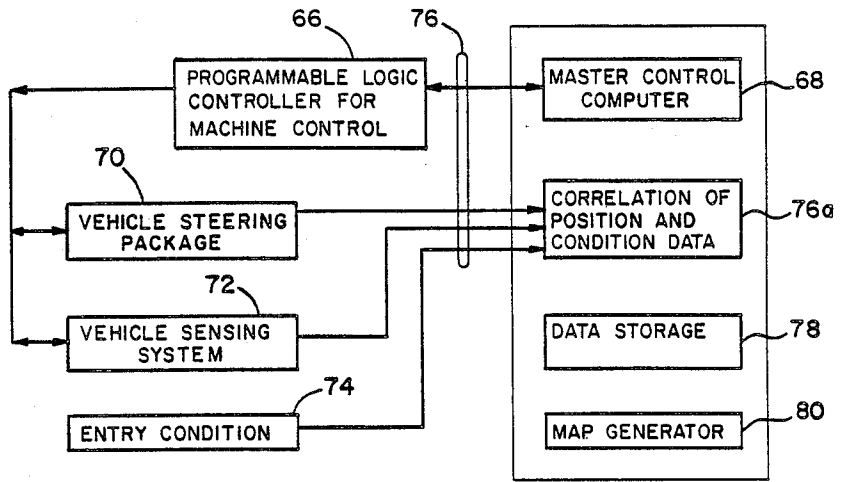 66
PROGRAMMABLE LOGIC
CONTROLLER FOR
MACHINE CONTROL
76
MASTER CONTROL
COMPUTER
68
70
VEHICLE STEERING
PACKAGE
CORRELATION OF
POSITION AND
CONDITION DATA
76a
72
VEHICLE SENSING
SYSTEM
DATA STORAGE
78
74
ENTRY CONDITION
MAP GENERATOR
80